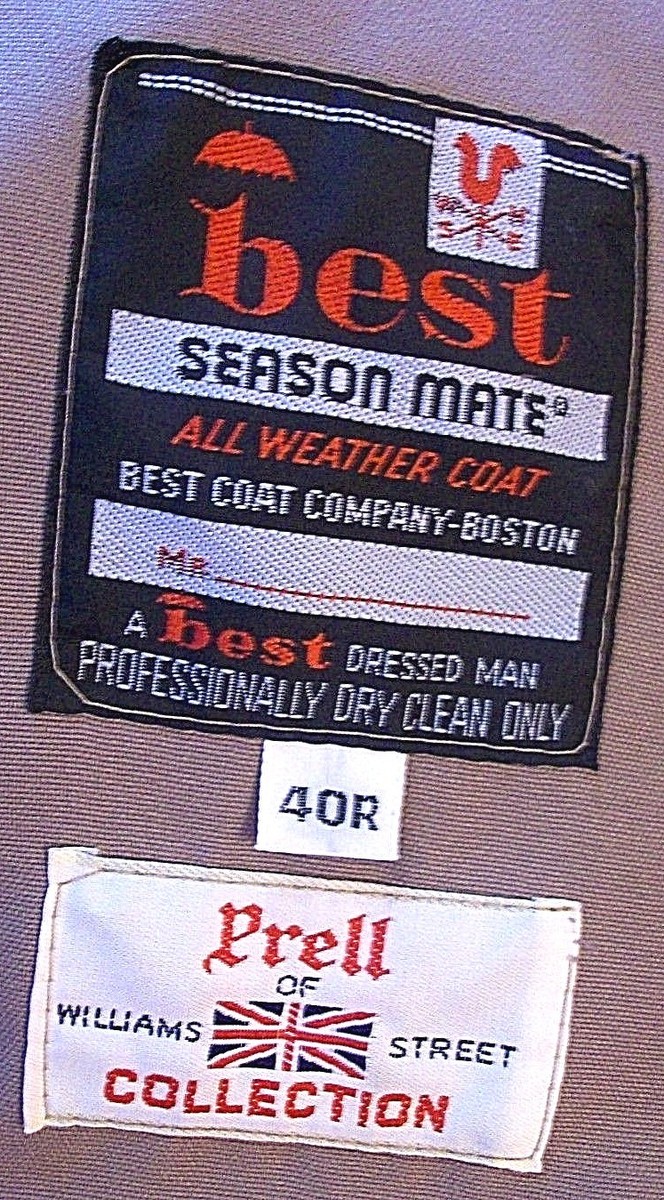 best
SEASON MATE®
ALL WEATHER COAT
BEST COAT COMPANY-BOSTON
MR.
A best DRESSED MAN
PROFESSIONALLY DRY CLEAN ONLY
40R
Prell
OF
WILLIAMS STREET
COLLECTION